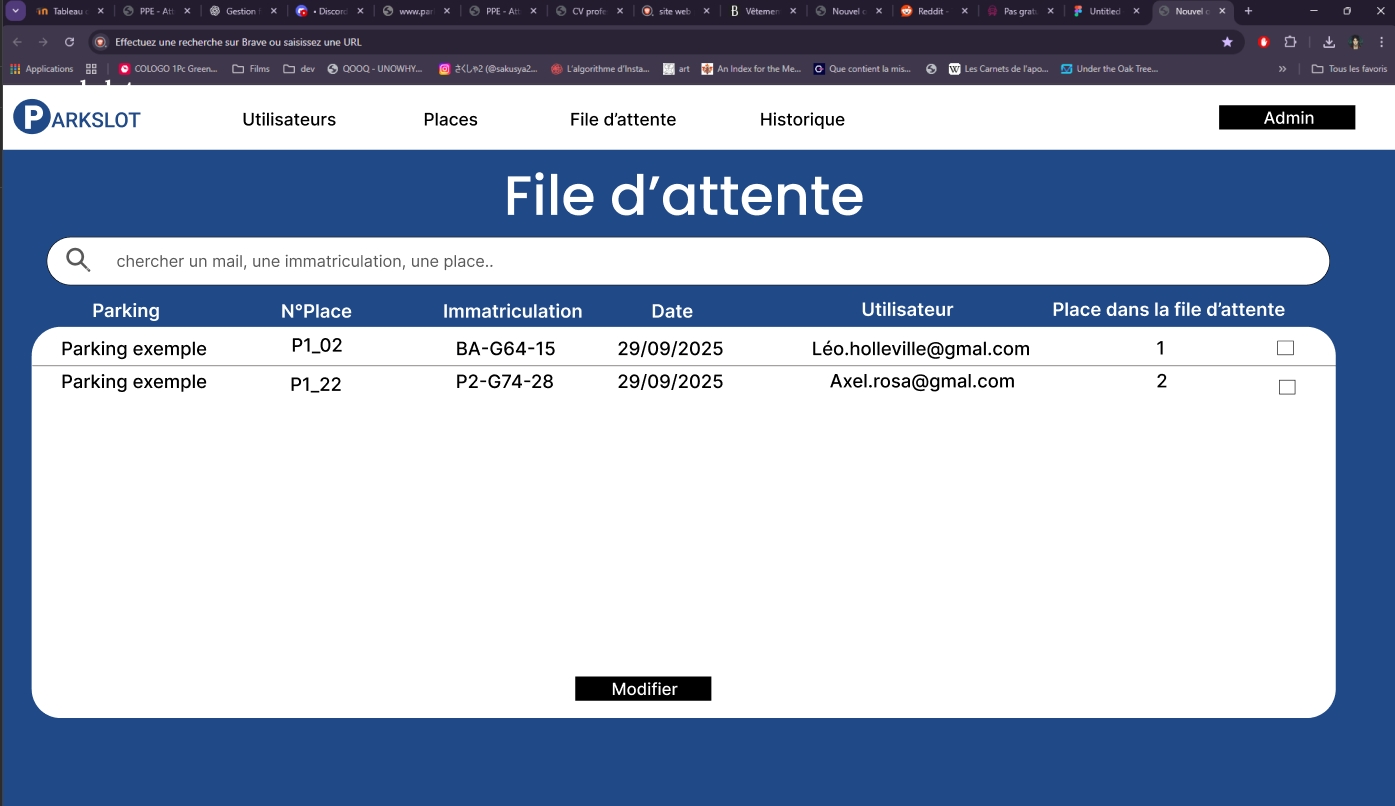 Tableau PPE - Att Gestion • Discord www.par PPE - Att CV profe site web Vêtemen Nouvel Reddit - Pas grat Untitled Nouvel
Effectuez une recherche sur Brave ou saisissez une URL
Applications COLOGO 1Pc Green... Films dev QOOQ - UNOWHY... さくしゃ2 (@sakusya2... L'algorithme d'Insta... art An Index for the Me... Que contient la mis... Les Carnets de l'apo... Under the Oak Tree... » Tous les favoris
PARKSLOT Utilisateurs Places File d'attente Historique Admin
File d'attente
chercher un mail, une immatriculation, une place..
Parking N°Place Immatriculation Date Utilisateur Place dans la file d'attente
Parking exemple P1_02 BA-G64-15 29/09/2025 Léo.holleville@gmal.com 1
Parking exemple P1_22 P2-G74-28 29/09/2025 Axel.rosa@gmal.com 2
Modifier